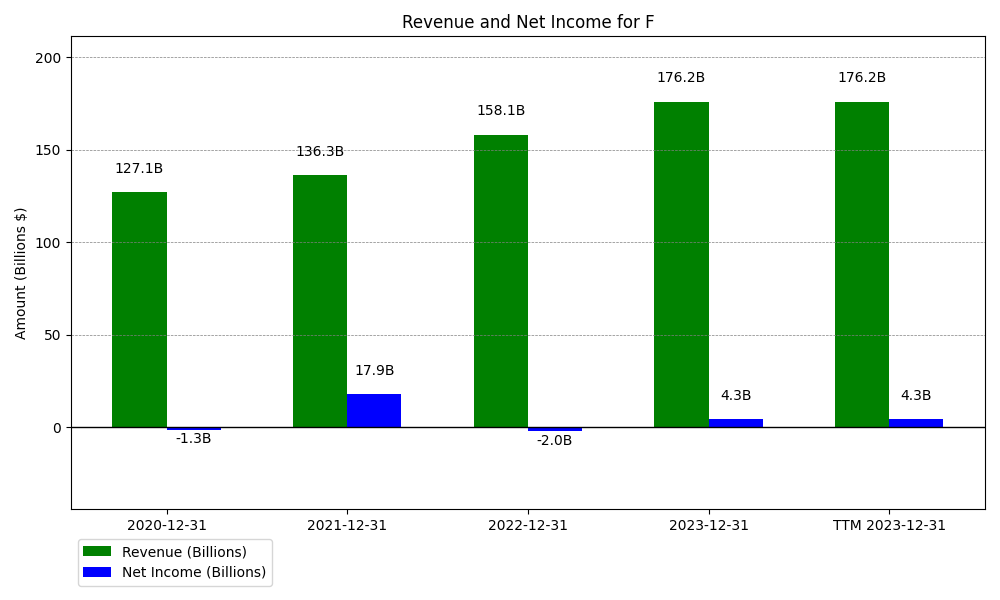 Revenue and Net Income for F
Amount (Billions $)
200
150
100
50
0
127.1B
136.3B
158.1B
176.2B
176.2B
-1.3B
17.9B
-2.0B
4.3B
4.3B
2020-12-31
2021-12-31
2022-12-31
2023-12-31
TTM 2023-12-31
Revenue (Billions)
Net Income (Billions)